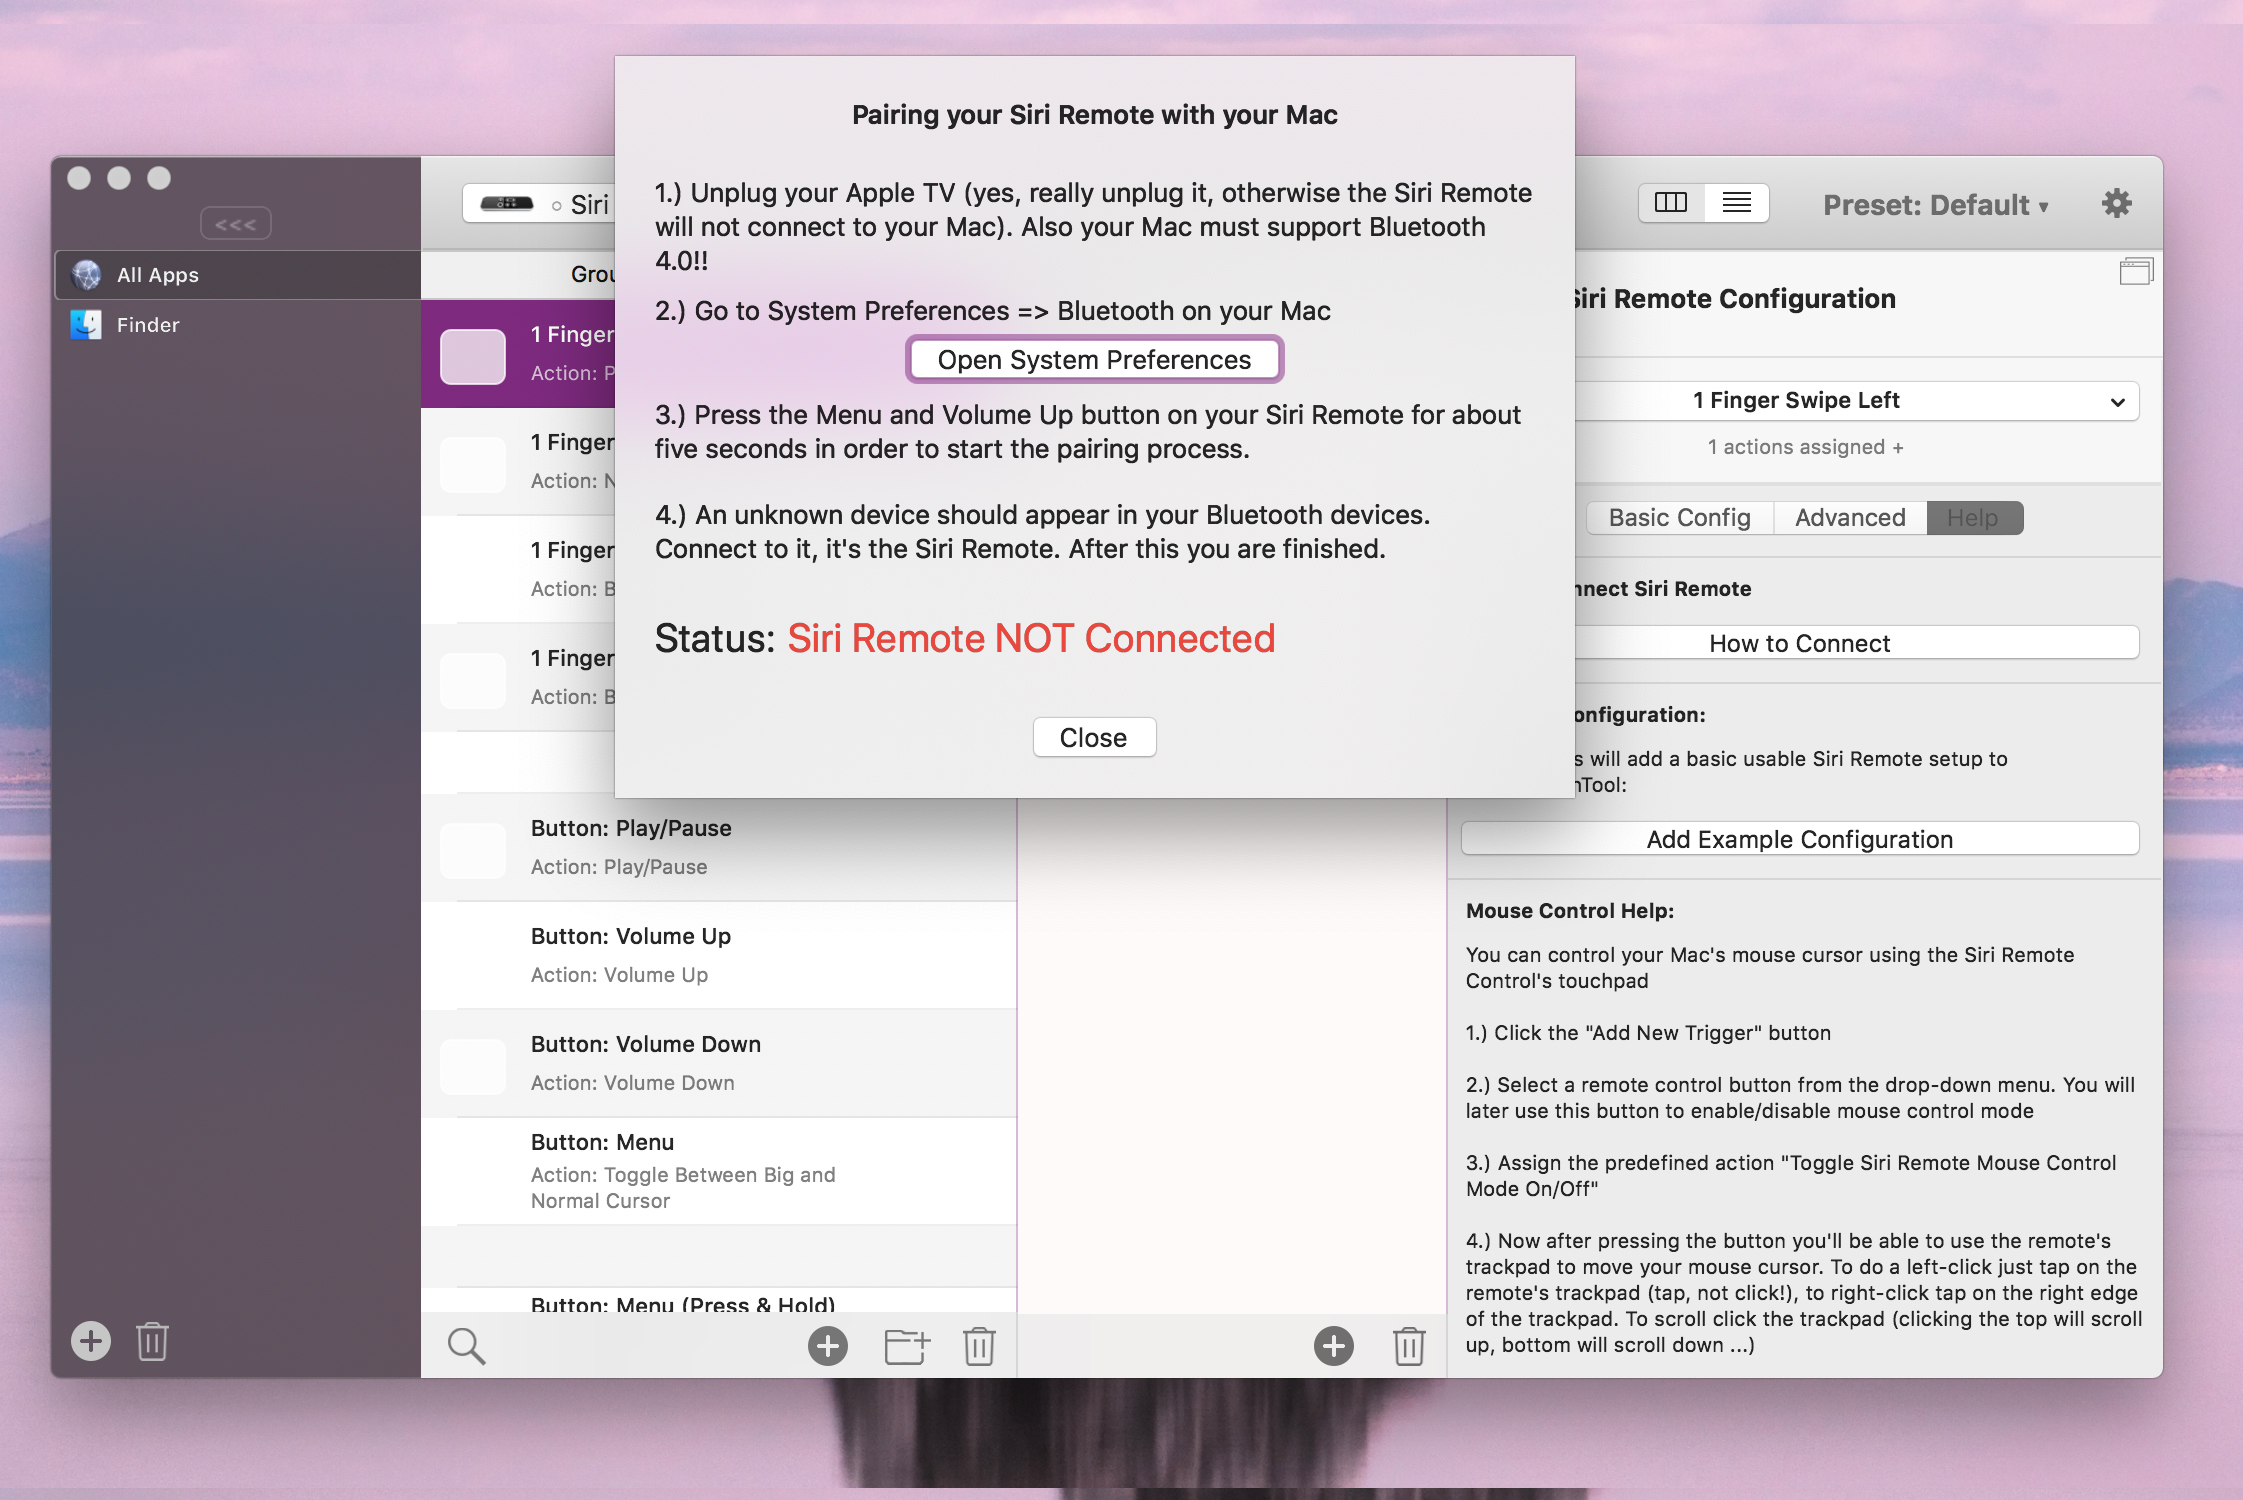 Pairing your Siri Remote with your Mac
1.) Unplug your Apple TV (yes, really unplug it, otherwise the Siri Remote
will not connect to your Mac). Also your Mac must support Bluetooth
4.0!!
2.) Go to System Preferences => Bluetooth on your Mac
Open System Preferences
3.) Press the Menu and Volume Up button on your Siri Remote for about
five seconds in order to start the pairing process.
4.) An unknown device should appear in your Bluetooth devices.
Connect to it, it's the Siri Remote. After this you are finished.
Status: Siri Remote NOT Connected
Close
<<<
All Apps
Finder
Siri
1 Finger
Action:
1 Finger
Action:
1 Finger
Action:
1 Finger
Action:
Button: Play/Pause
Action: Play/Pause
Button: Volume Up
Action: Volume Up
Button: Volume Down
Action: Volume Down
Button: Menu
Action: Toggle Between Big and
Normal Cursor
Button: Menu (Press & Hold)
Preset: Default ▾
Siri Remote Configuration
1 Finger Swipe Left
1 actions assigned +
Basic Config
Advanced
Help
Siri Remote
How to Connect
will add a basic usable Siri Remote setup to
Add Example Configuration
Mouse Control Help:
You can control your Mac's mouse cursor using the Siri Remote
Control's touchpad
1.) Click the "Add New Trigger" button
2.) Select a remote control button from the drop-down menu. You will
later use this button to enable/disable mouse control mode
3.) Assign the predefined action "Toggle Siri Remote Mouse Control
Mode On/Off"
4.) Now after pressing the button you'll be able to use the remote's
trackpad to move your mouse cursor. To do a left-click just tap on the
remote's trackpad (tap, not click!), to right-click tap on the right edge
of the trackpad. To scroll click the trackpad (clicking the top will scroll
up, bottom will scroll down ...)